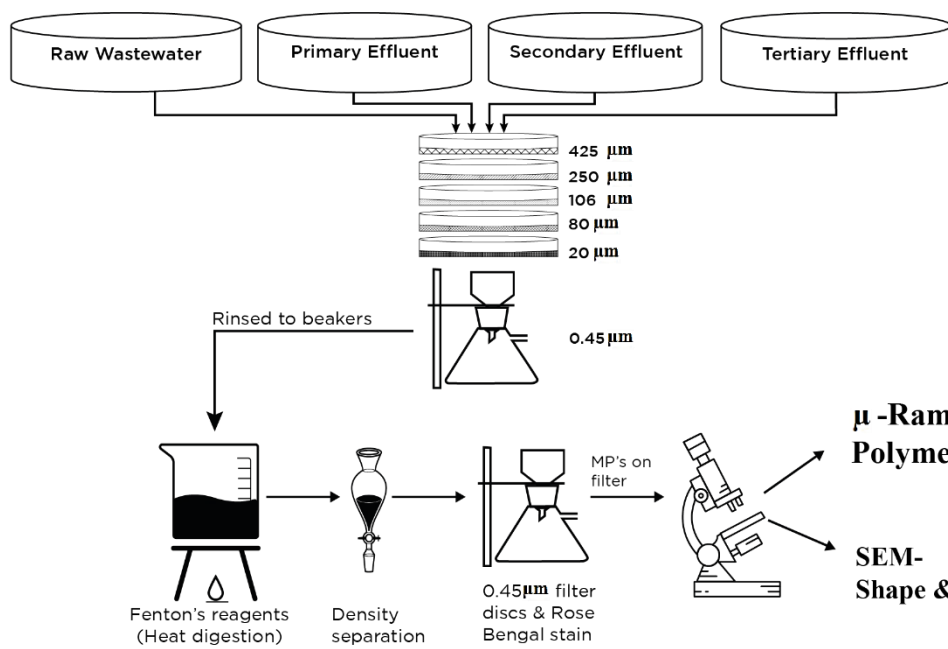 Raw Wastewater
Primary Effluent
Secondary Effluent
Tertiary Effluent
425 µm
250 µm
106 µm
80 µm
20 µm
0.45 µm
Rinsed to beakers
Fenton's reagents
(Heat digestion)
Density
separation
0.45µm filter
discs & Rose
Bengal stain
MP's on
filter
µ -Ram
Polyme
SEM-
Shape &